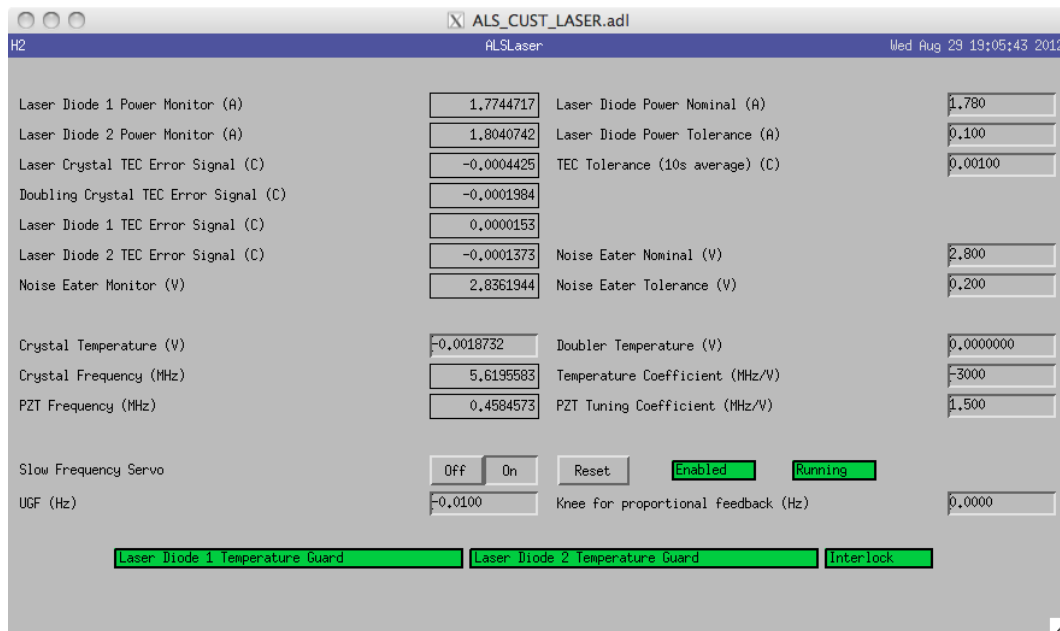 ALS_CUST_LASER.adl
H2 ALSLaser Wed Aug 29 19:05:43 2012
Laser Diode 1 Power Monitor (A) 1.7744717 Laser Diode Power Nominal (A) 1.780
Laser Diode 2 Power Monitor (A) 1.8040742 Laser Diode Power Tolerance (A) 0.100
Laser Crystal TEC Error Signal (C) -0.0004425 TEC Tolerance (10s average) (C) 0.00100
Doubling Crystal TEC Error Signal (C) -0.0001984
Laser Diode 1 TEC Error Signal (C) 0.0000153
Laser Diode 2 TEC Error Signal (C) -0.0001373 Noise Eater Nominal (V) 2.800
Noise Eater Monitor (V) 2.8361944 Noise Eater Tolerance (V) 0.200
Crystal Temperature (V) -0.0018732 Doubler Temperature (V) 0.0000000
Crystal Frequency (MHz) 5.6195583 Temperature Coefficient (MHz/V) -3000
PZT Frequency (MHz) 0.4584573 PZT Tuning Coefficient (MHz/V) 1.500
Slow Frequency Servo Off On Reset Enabled Running
UGF (Hz) -0.0100 Knee for proportional feedback (Hz) 0.0000
Laser Diode 1 Temperature Guard Laser Diode 2 Temperature Guard Interlock